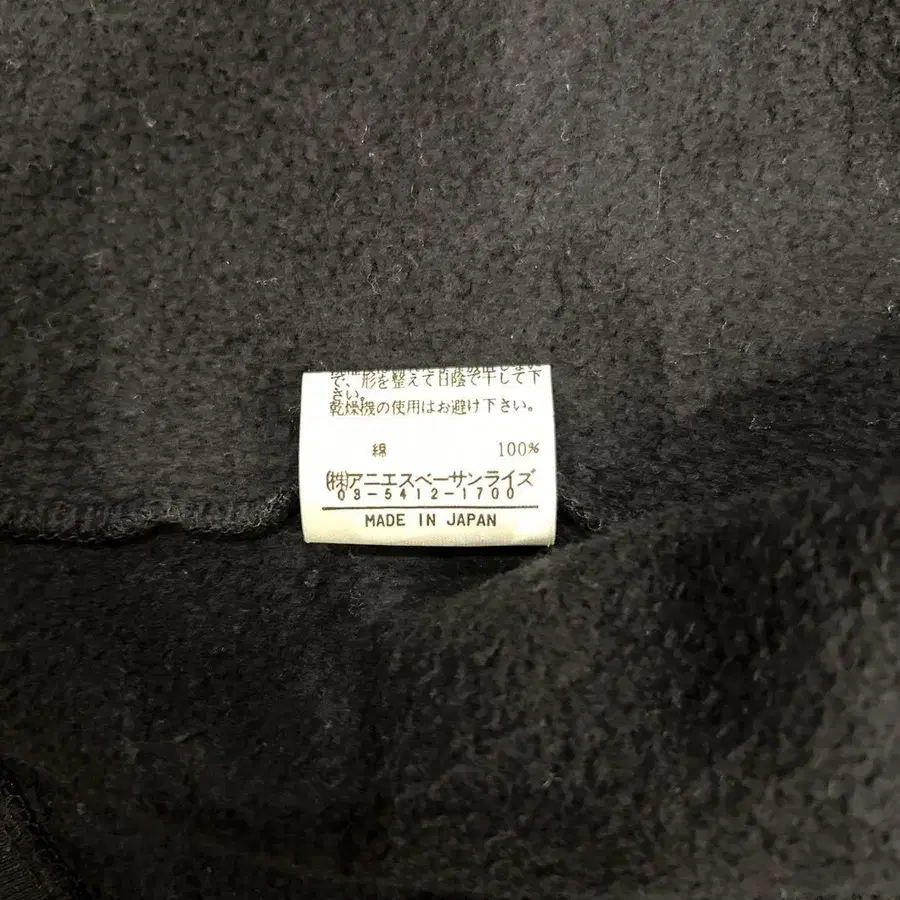 で、形を整えて日陰で干して下
さい。
乾燥機の使用はお避け下さい。
綿 100%
(株)アニエスベーサンライズ
03-5412-1700
MADE IN JAPAN